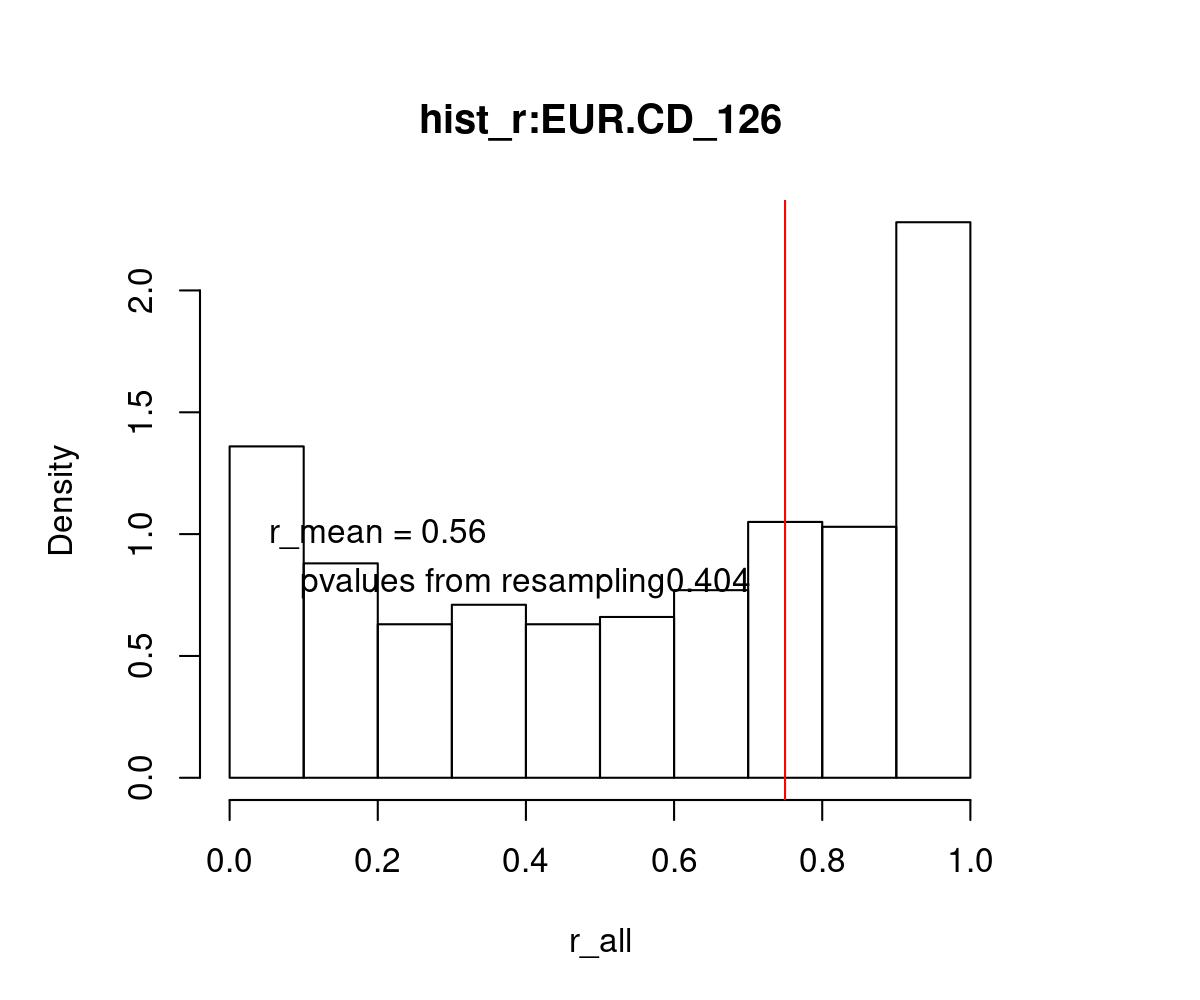 hist_r:EUR.CD_126
Density
2.0
1.5
1.0
0.5
0.0
r_mean = 0.56
pvalues from resampling0.404
0.0 0.2 0.4 0.6 0.8 1.0
r_all